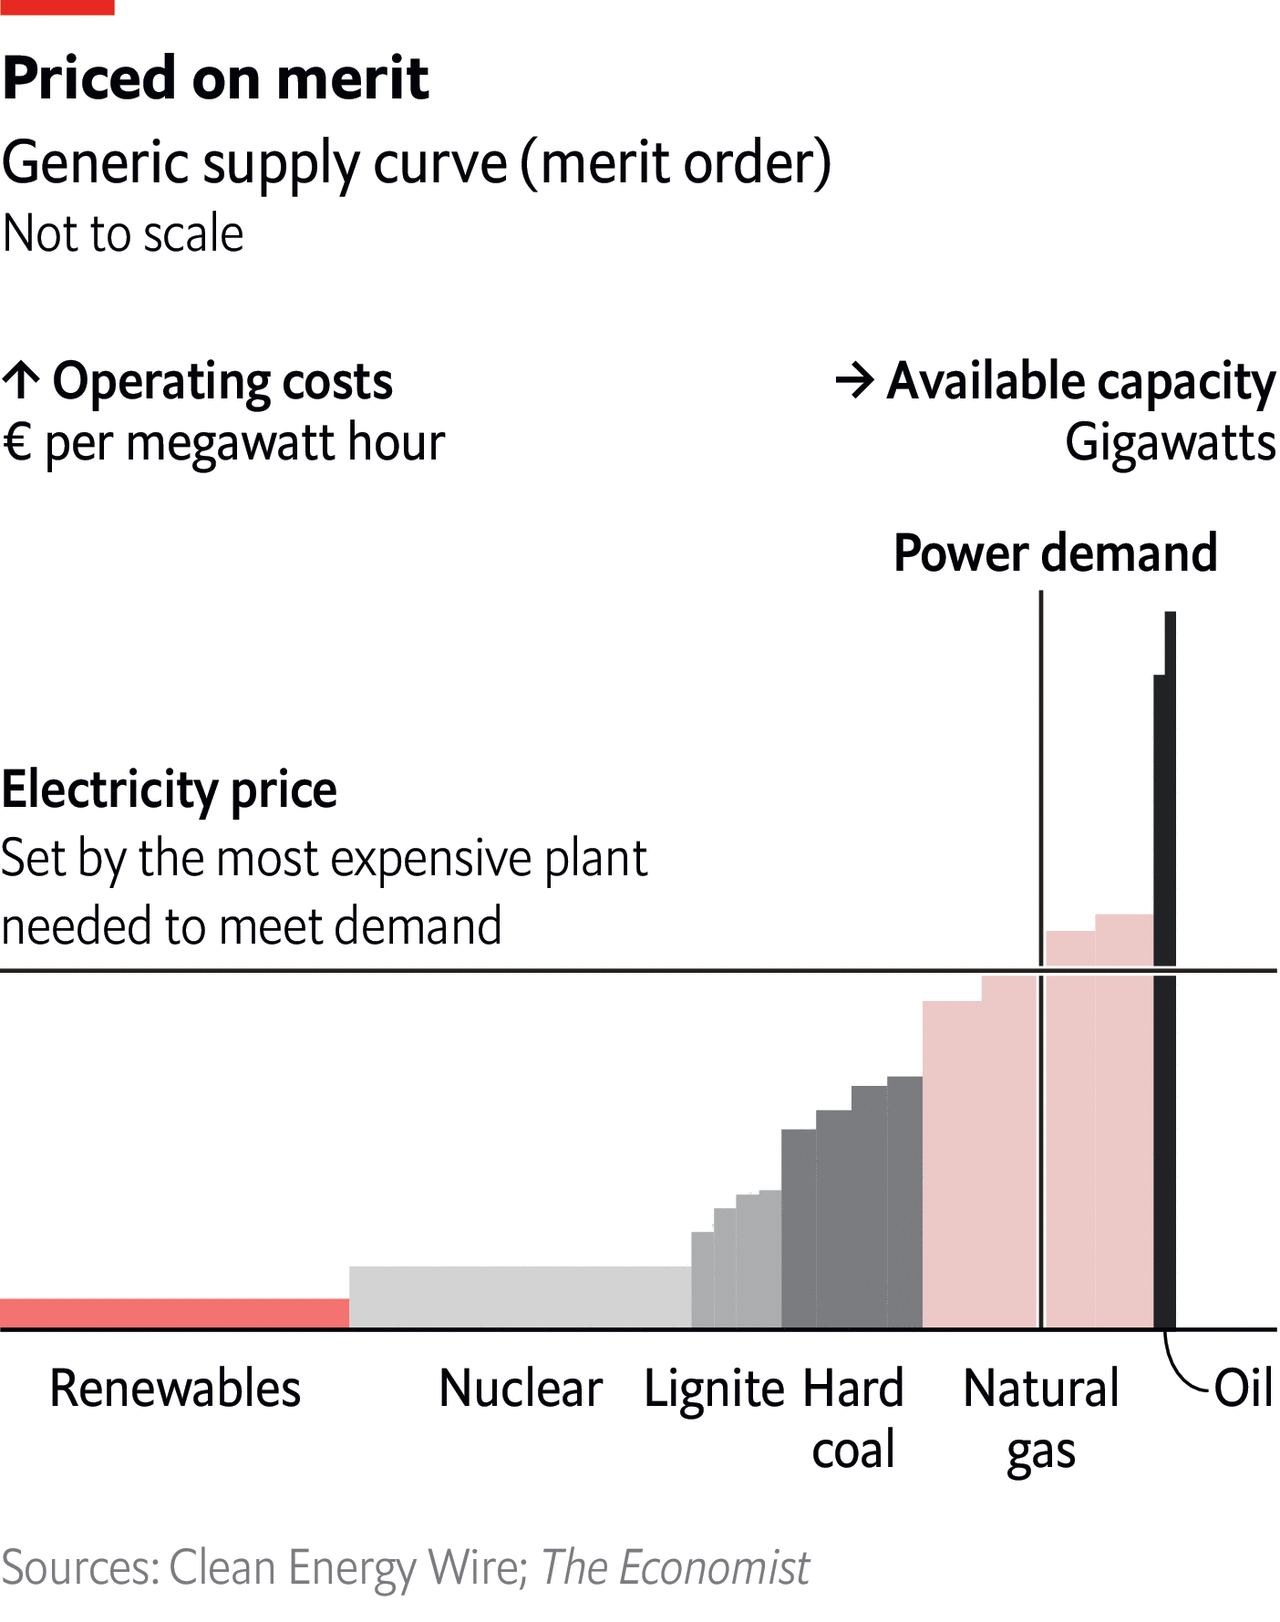 Priced on merit
Generic supply curve (merit order)
Not to scale
↑ Operating costs
€ per megawatt hour
→ Available capacity
Gigawatts
Power demand
Electricity price
Set by the most expensive plant
needed to meet demand
Renewables
Nuclear
Lignite
Hard
coal
Natural
gas
Oil
Sources: Clean Energy Wire; The Economist